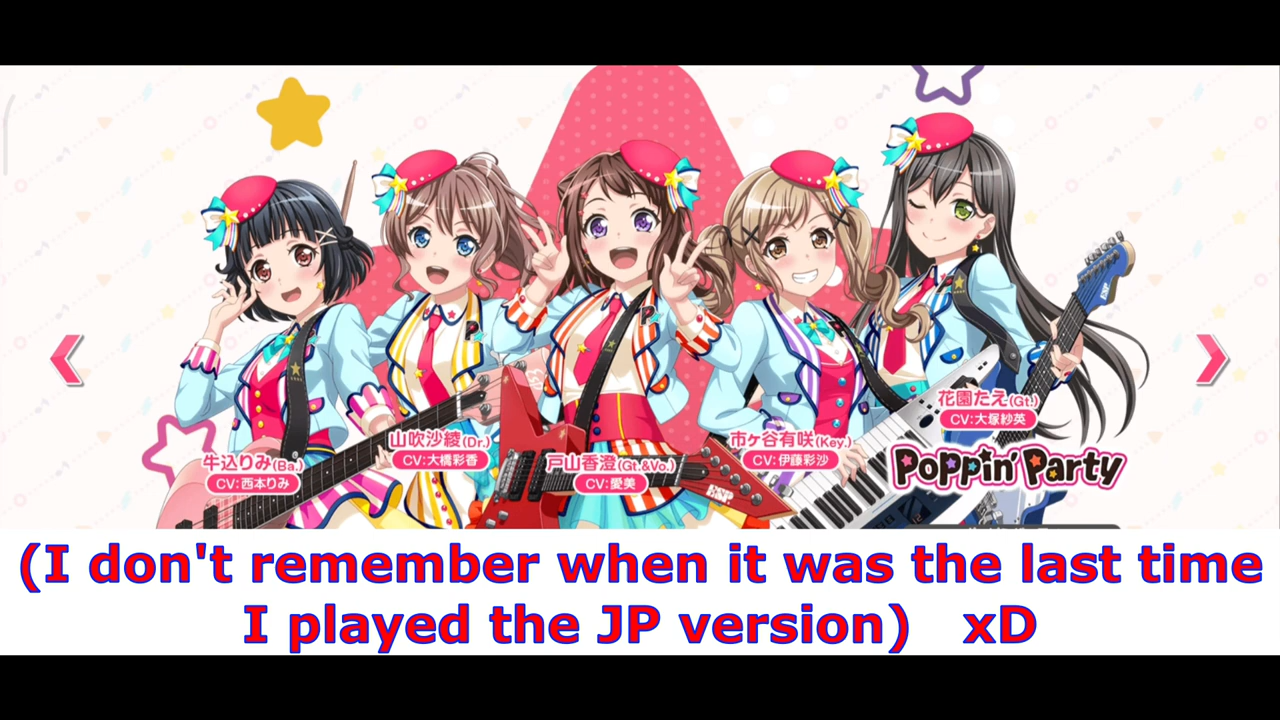 花園たえ(Gt.)
CV:大塚紗英
山吹沙綾(Dr.)
CV:大橋彩香
市ヶ谷有咲(Key.)
CV:伊藤彩沙
牛込りみ(Ba.)
CV:西本りみ
戸山香澄(Gt.&Vo.)
CV:愛美
Poppin' Party
ESP
ESP
(I don't remember when it was the last time
I played the JP version) xD